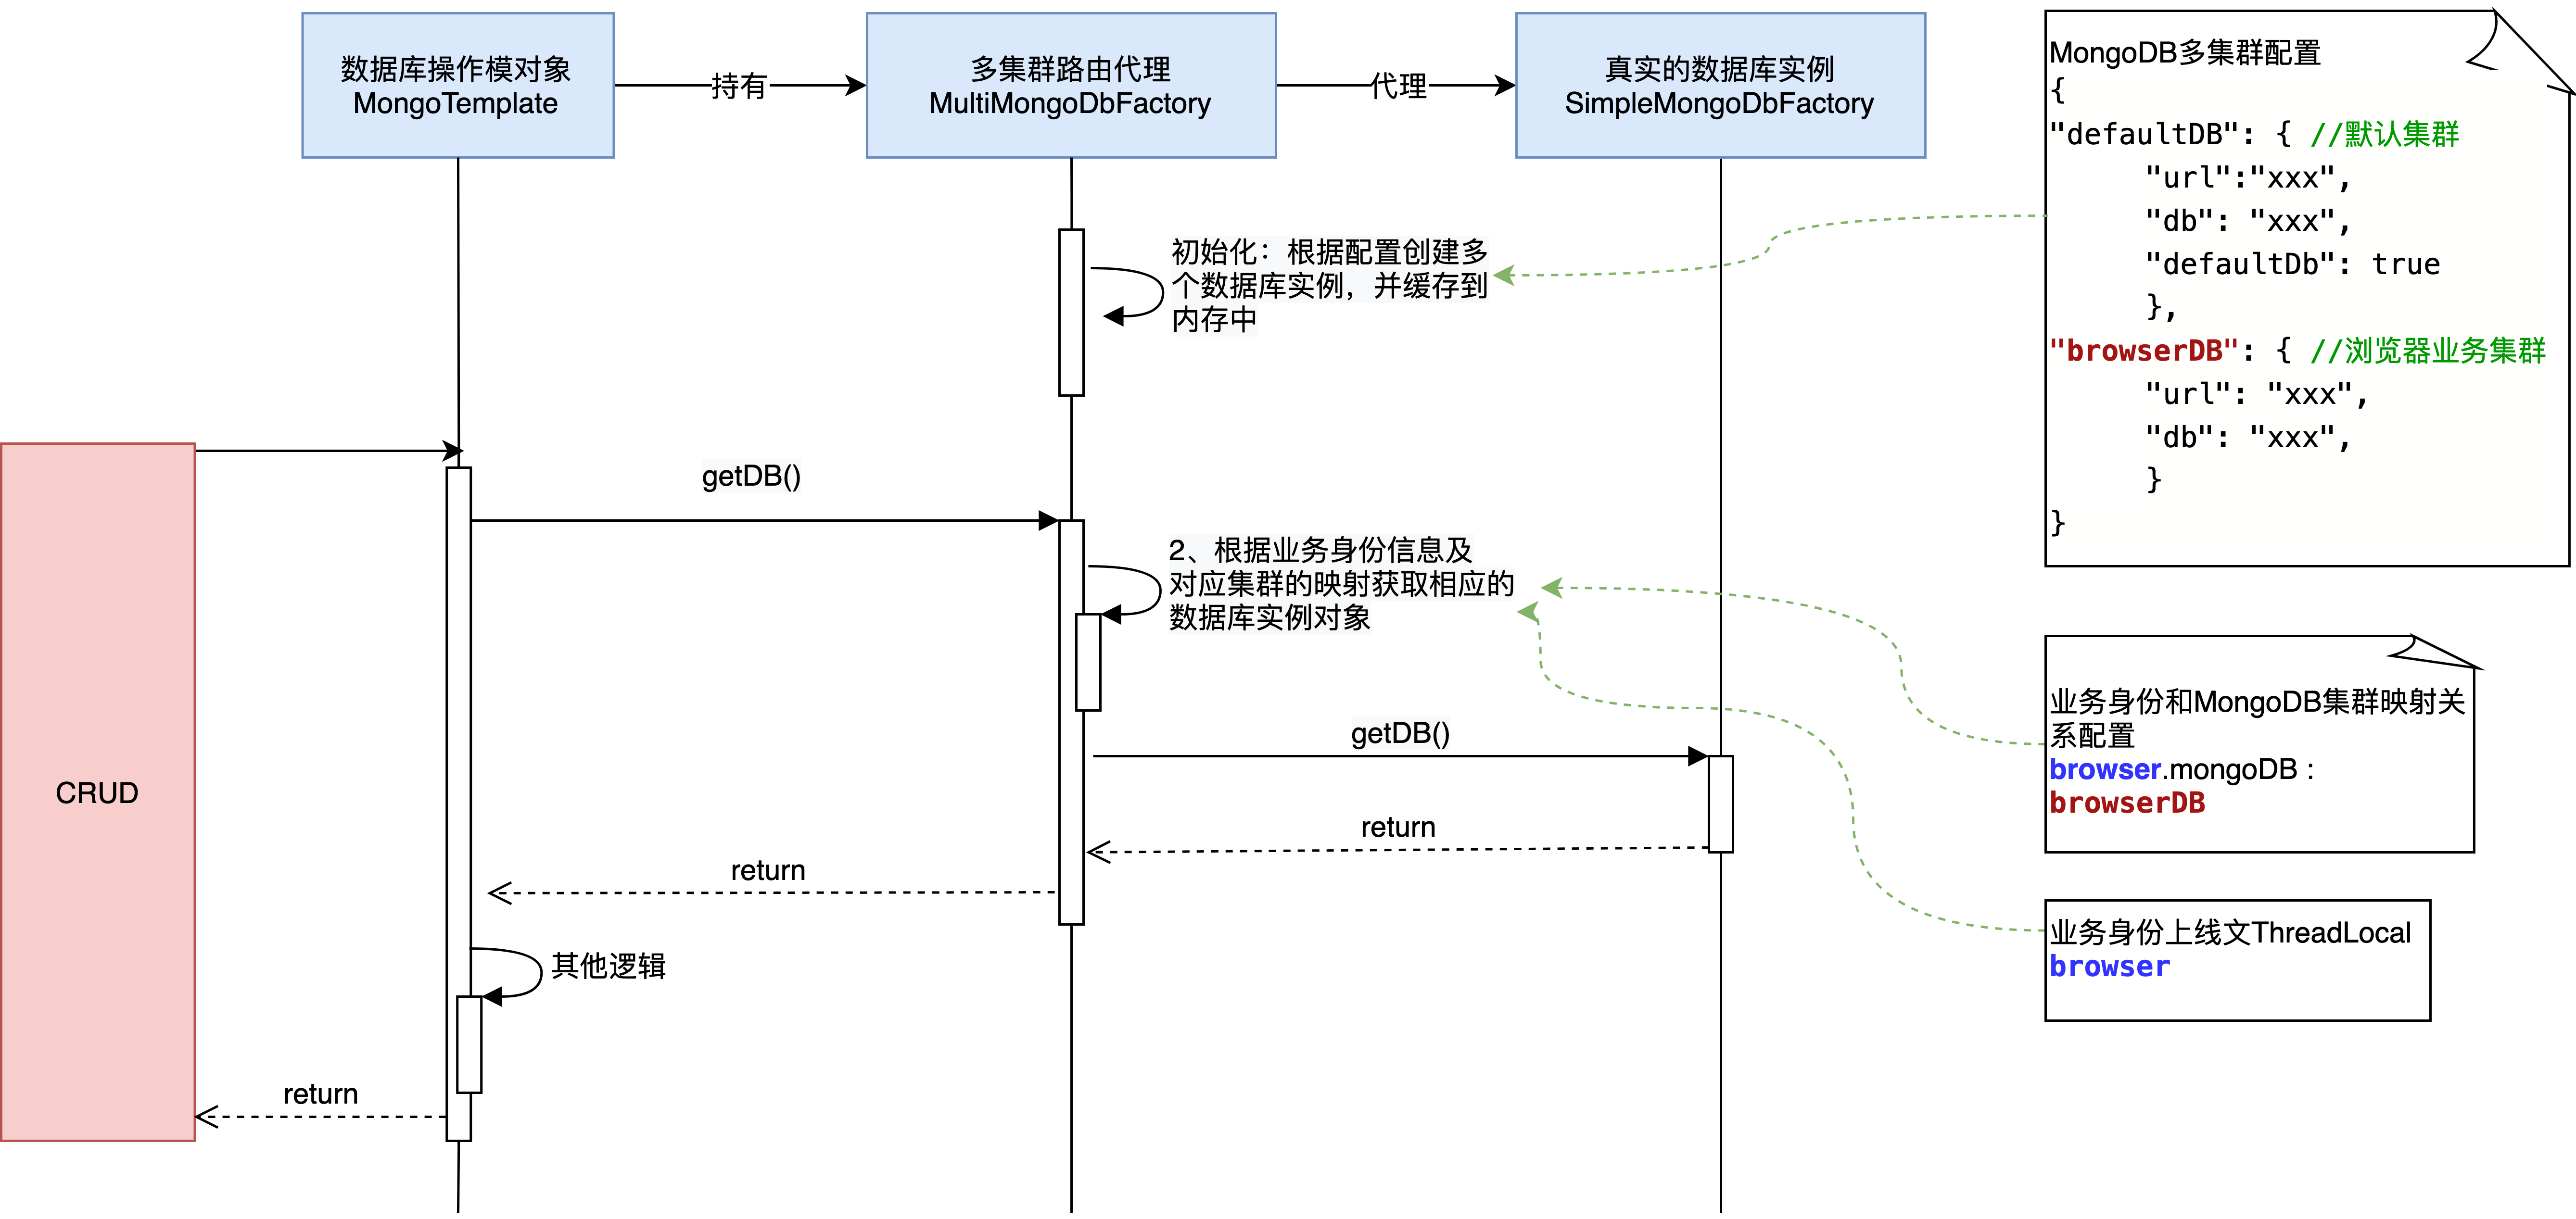 数据库操作模对象
MongoTemplate
持有
多集群路由代理
MultiMongoDbFactory
代理
真实的数据库实例
SimpleMongoDbFactory
MongoDB多集群配置
{
"defaultDB": { //默认集群
"url":"xxx",
"db": "xxx",
"defaultDb": true
},
"browserDB": { //浏览器业务集群
"url": "xxx",
"db": "xxx",
}
}
初始化：根据配置创建多
个数据库实例，并缓存到
内存中
CRUD
getDB()
2、根据业务身份信息及
对应集群的映射获取相应的
数据库实例对象
getDB()
return
return
其他逻辑
return
业务身份和MongoDB集群映射关
系配置
browser.mongoDB :
browserDB
业务身份上线文ThreadLocal
browser